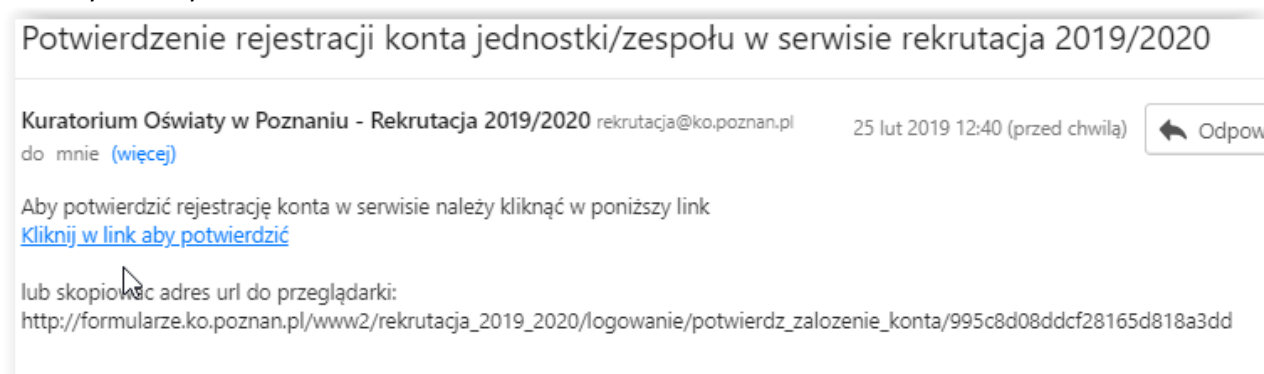 Potwierdzenie rejestracji konta jednostki/zespołu w serwisie rekrutacja 2019/2020
Kuratorium Oświaty w Poznaniu - Rekrutacja 2019/2020 rekrutacja@ko.poznan.pl 25 lut 2019 12:40 (przed chwilą) Odpow
do mnie (więcej)
Aby potwierdzić rejestrację konta w serwisie należy kliknąć w poniższy link
Kliknij w link aby potwierdzić
lub skopiować adres url do przeglądarki:
http://formularze.ko.poznan.pl/www2/rekrutacja_2019_2020/logowanie/potwierdz_zalozenie_konta/995c8d08ddcf28165d818a3dd